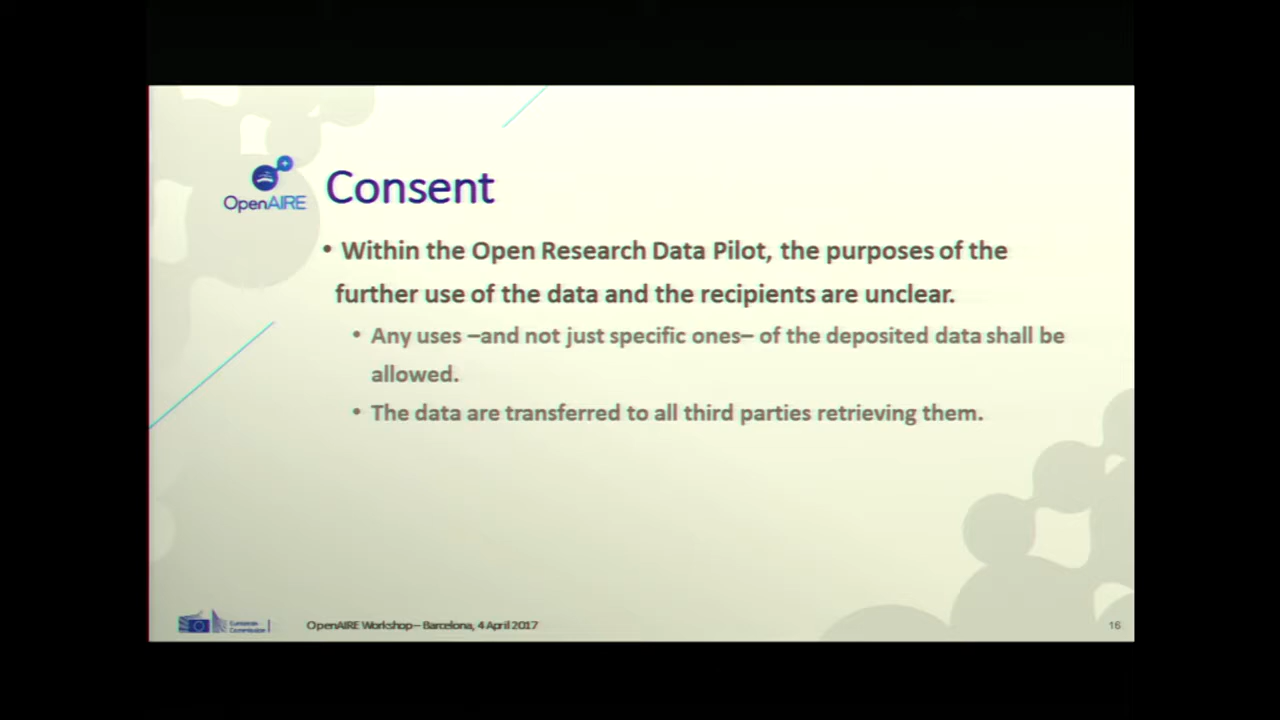 OpenAIRE
Consent
• Within the Open Research Data Pilot, the purposes of the
further use of the data and the recipients are unclear.
• Any uses –and not just specific ones– of the deposited data shall be
allowed.
• The data are transferred to all third parties retrieving them.
European
Commission
OpenAIRE Workshop – Barcelona, 4 April 2017
16